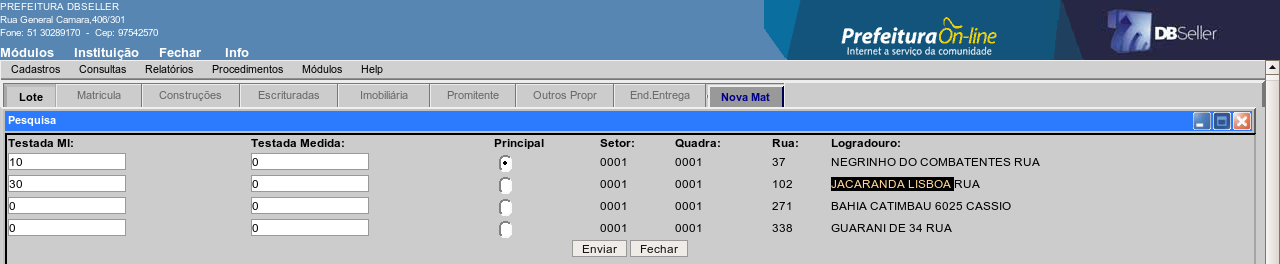 PREFEITURA DBSELLER
Rua General Camara,406/301
Fone: 51 30289170 - Cep: 97542570
Prefeitura On-line
Internet a serviço da comunidade
DBSeller
Módulos Instituição Fechar Info
Cadastros Consultas Relatórios Procedimentos Módulos Help
Lote Matricula Construções Escrituradas Imobiliária Promitente Outros Propr End.Entrega Nova Mat
Pesquisa
Testada MI: Testada Medida: Principal Setor: Quadra: Rua: Logradouro:
10 0 0001 0001 37 NEGRINHO DO COMBATENTES RUA
30 0 0001 0001 102 JACARANDA LISBOA RUA
0 0 0001 0001 271 BAHIA CATIMBAU 6025 CASSIO
0 0 0001 0001 338 GUARANI DE 34 RUA
Enviar Fechar